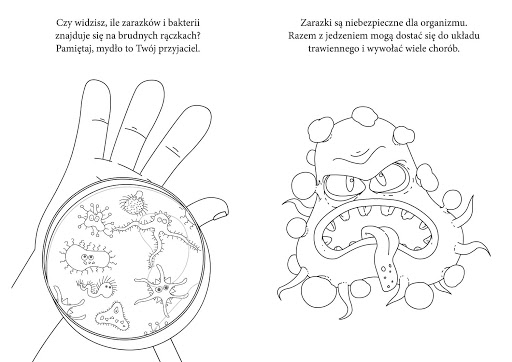 Czy widzisz, ile zarazków i bakterii
znajduje się na brudnych rączkach?
Pamiętaj, mydło to Twój przyjaciel.
Zarazki są niebezpieczne dla organizmu.
Razem z jedzeniem mogą dostać się do układu
trawiennego i wywołać wiele chorób.